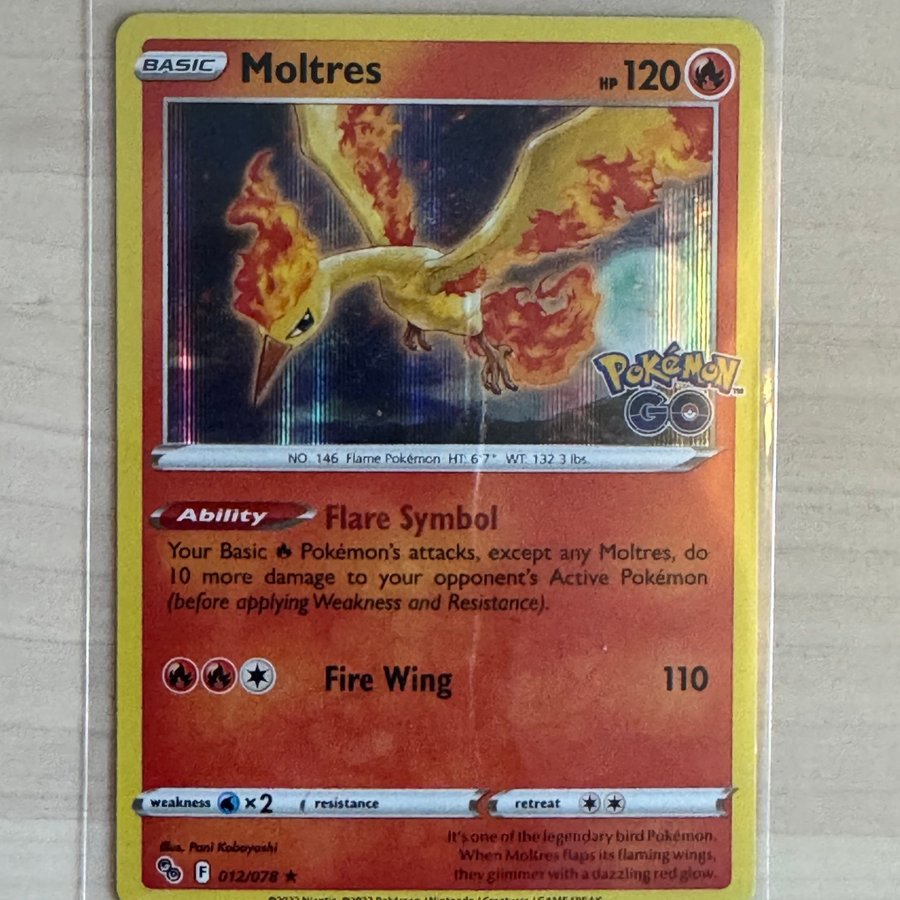 BASIC Moltres HP 120
POKéMON™
GO
NO. 146 Flame Pokémon HT: 6'7" WT: 132.3 lbs.
Ability Flare Symbol
Your Basic Pokémon's attacks, except any Moltres, do
10 more damage to your opponent's Active Pokémon
(before applying Weakness and Resistance).
Fire Wing 110
weakness ×2 resistance retreat
Illus. Pani Kobayashi
F 012/078 ★
It's one of the legendary bird Pokémon.
When Moltres flaps its flaming wings,
they glimmer with a dazzling red glow.